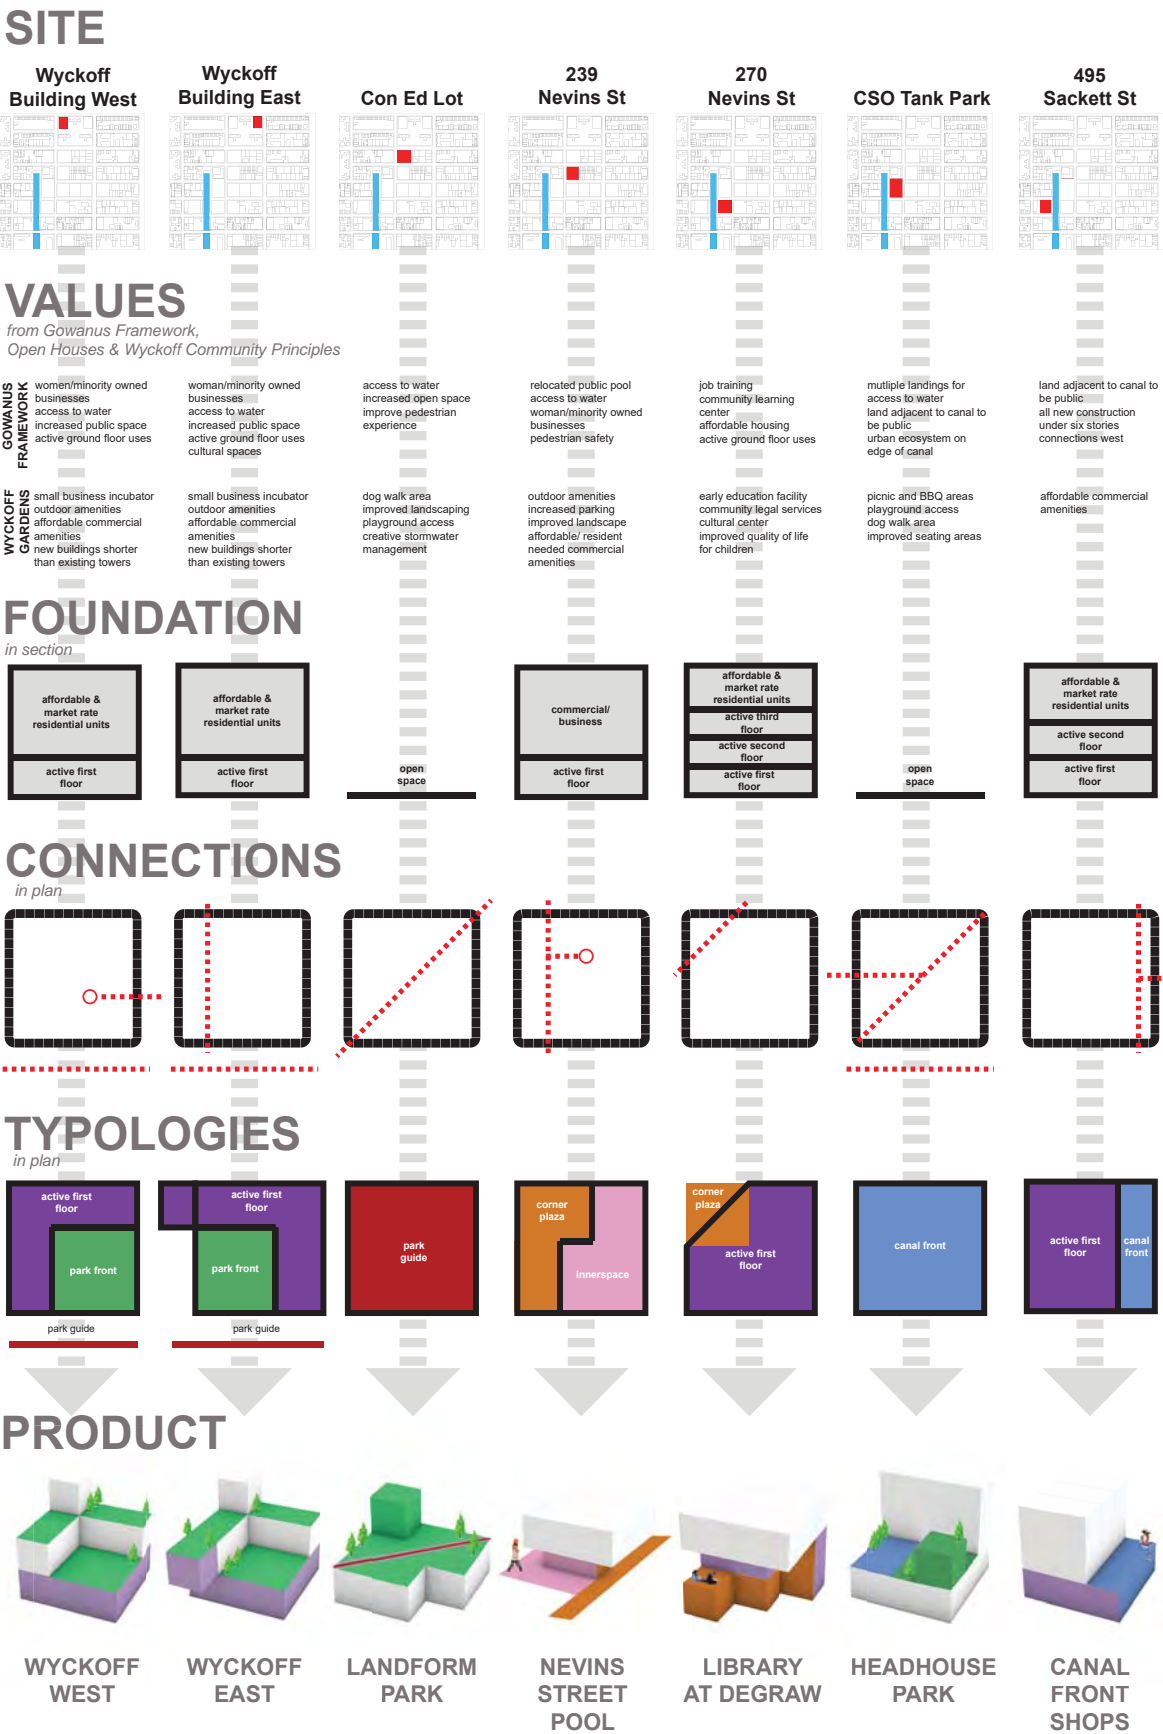 SITE
Wyckoff
Building West
Wyckoff
Building East
Con Ed Lot
239
Nevins St
270
Nevins St
CSO Tank Park
495
Sackett St
VALUES
from Gowanus Framework,
Open Houses & Wyckoff Community Principles
GOWANUS
FRAMEWORK
women/minority owned
businesses
access to water
increased public space
active ground floor uses
woman/minority owned
businesses
access to water
increased public space
active ground floor uses
cultural spaces
access to water
increased open space
improve pedestrian
experience
relocated public pool
access to water
woman/minority owned
businesses
pedestrian safety
job training
community learning
center
affordable housing
active ground floor uses
mutliple landings for
access to water
land adjacent to canal to
be public
urban ecosystem on
edge of canal
land adjacent to canal to
be public
all new construction
under six stories
connections west
WYCKOFF
GARDENS
small business incubator
outdoor amenities
affordable commercial
amenities
new buildings shorter
than existing towers
small business incubator
outdoor amenities
affordable commercial
amenities
new buildings shorter
than existing towers
dog walk area
improved landscaping
playground access
creative stormwater
management
outdoor amenities
increased parking
improved landscape
affordable/ resident
needed commercial
amenities
early education facility
community legal services
cultural center
improved quality of life
for children
picnic and BBQ areas
playground access
dog walk area
improved seating areas
affordable commercial
amenities
FOUNDATION
in section
affordable &
market rate
residential units
active first
floor
affordable &
market rate
residential units
active first
floor
open
space
commercial/
business
active first
floor
affordable &
market rate
residential units
active third
floor
active second
floor
active first
floor
open
space
affordable &
market rate
residential units
active second
floor
active first
floor
CONNECTIONS
in plan
TYPOLOGIES
in plan
active first
floor
park front
park guide
active first
floor
park front
park guide
park
guide
corner
plaza
innerspace
corner
plaza
active first
floor
canal front
active first
floor
canal
front
PRODUCT
WYCKOFF
WEST
WYCKOFF
EAST
LANDFORM
PARK
NEVINS
STREET
POOL
LIBRARY
AT DEGRAW
HEADHOUSE
PARK
CANAL
FRONT
SHOPS